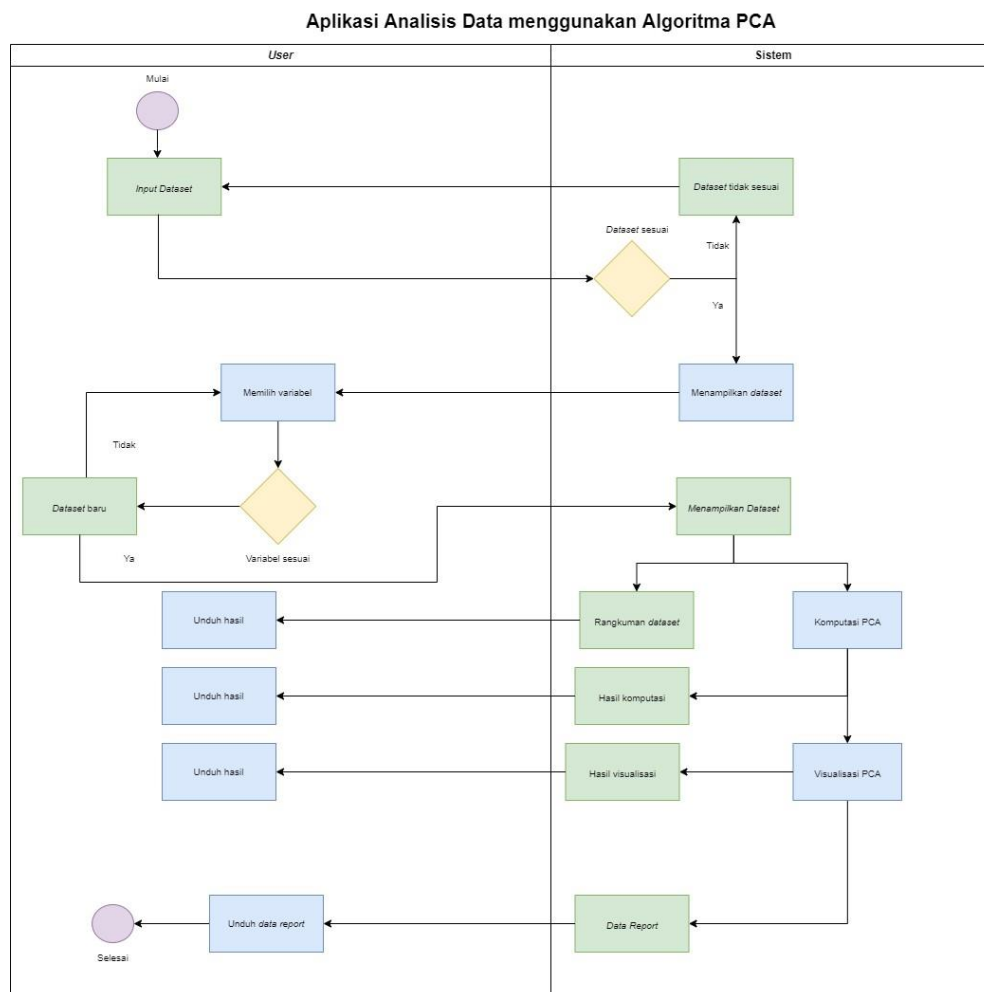 Aplikasi Analisis Data menggunakan Algoritma PCA
User
Sistem
Mulai
Input Dataset
Dataset tidak sesuai
Dataset sesuai
Tidak
Ya
Memilih variabel
Menampilkan dataset
Tidak
Dataset baru
Menampilkan Dataset
Ya
Variabel sesuai
Unduh hasil
Rangkuman dataset
Komputasi PCA
Unduh hasil
Hasil komputasi
Unduh hasil
Hasil visualisasi
Visualisasi PCA
Unduh data report
Data Report
Selesai